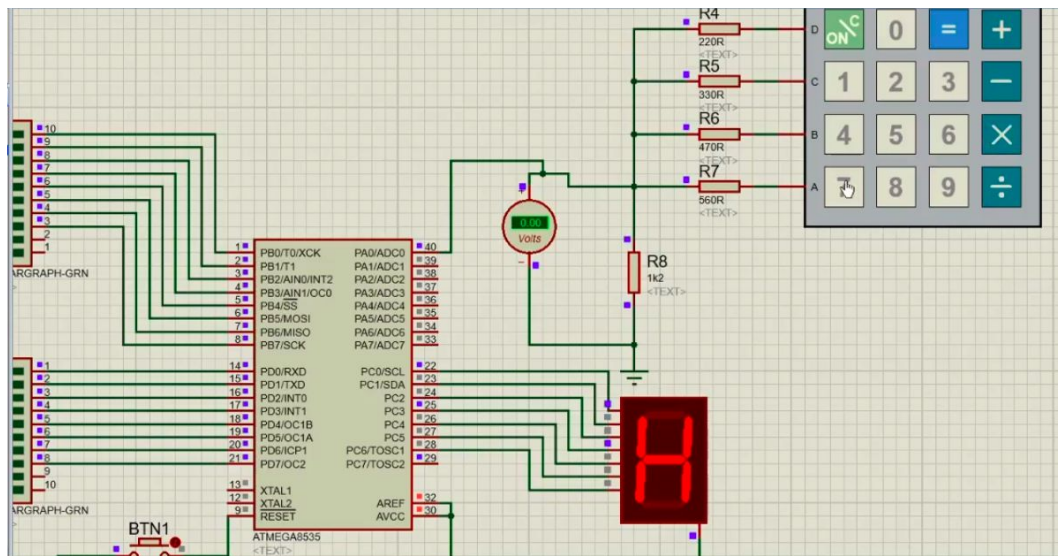 R4
220R
<TEXT>
R5
330R
<TEXT>
R6
470R
<TEXT>
R7
560R
<TEXT>
D
C
B
A
ON/C 0 = +
1 2 3 −
4 5 6 ×
7 8 9 ÷
10
9
8
7
6
5
4
3
2
1
ARGRAPH-GRN
0.00
Volts
+
−
R8
1k2
<TEXT>
1 PB0/T0/XCK PA0/ADC0 40
2 PB1/T1 PA1/ADC1 39
3 PB2/AIN0/INT2 PA2/ADC2 38
4 PB3/AIN1/OC0 PA3/ADC3 37
5 PB4/SS PA4/ADC4 36
6 PB5/MOSI PA5/ADC5 35
7 PB6/MISO PA6/ADC6 34
8 PB7/SCK PA7/ADC7 33
14 PD0/RXD PC0/SCL 22
15 PD1/TXD PC1/SDA 23
16 PD2/INT0 PC2 24
17 PD3/INT1 PC3 25
18 PD4/OC1B PC4 26
19 PD5/OC1A PC5 27
20 PD6/ICP1 PC6/TOSC1 28
21 PD7/OC2 PC7/TOSC2 29
13 XTAL1
12 XTAL2 AREF 32
9 RESET AVCC 30
ATMEGA8535
<TEXT>
1
2
3
4
5
6
7
8
9
10
ARGRAPH-GRN
BTN1